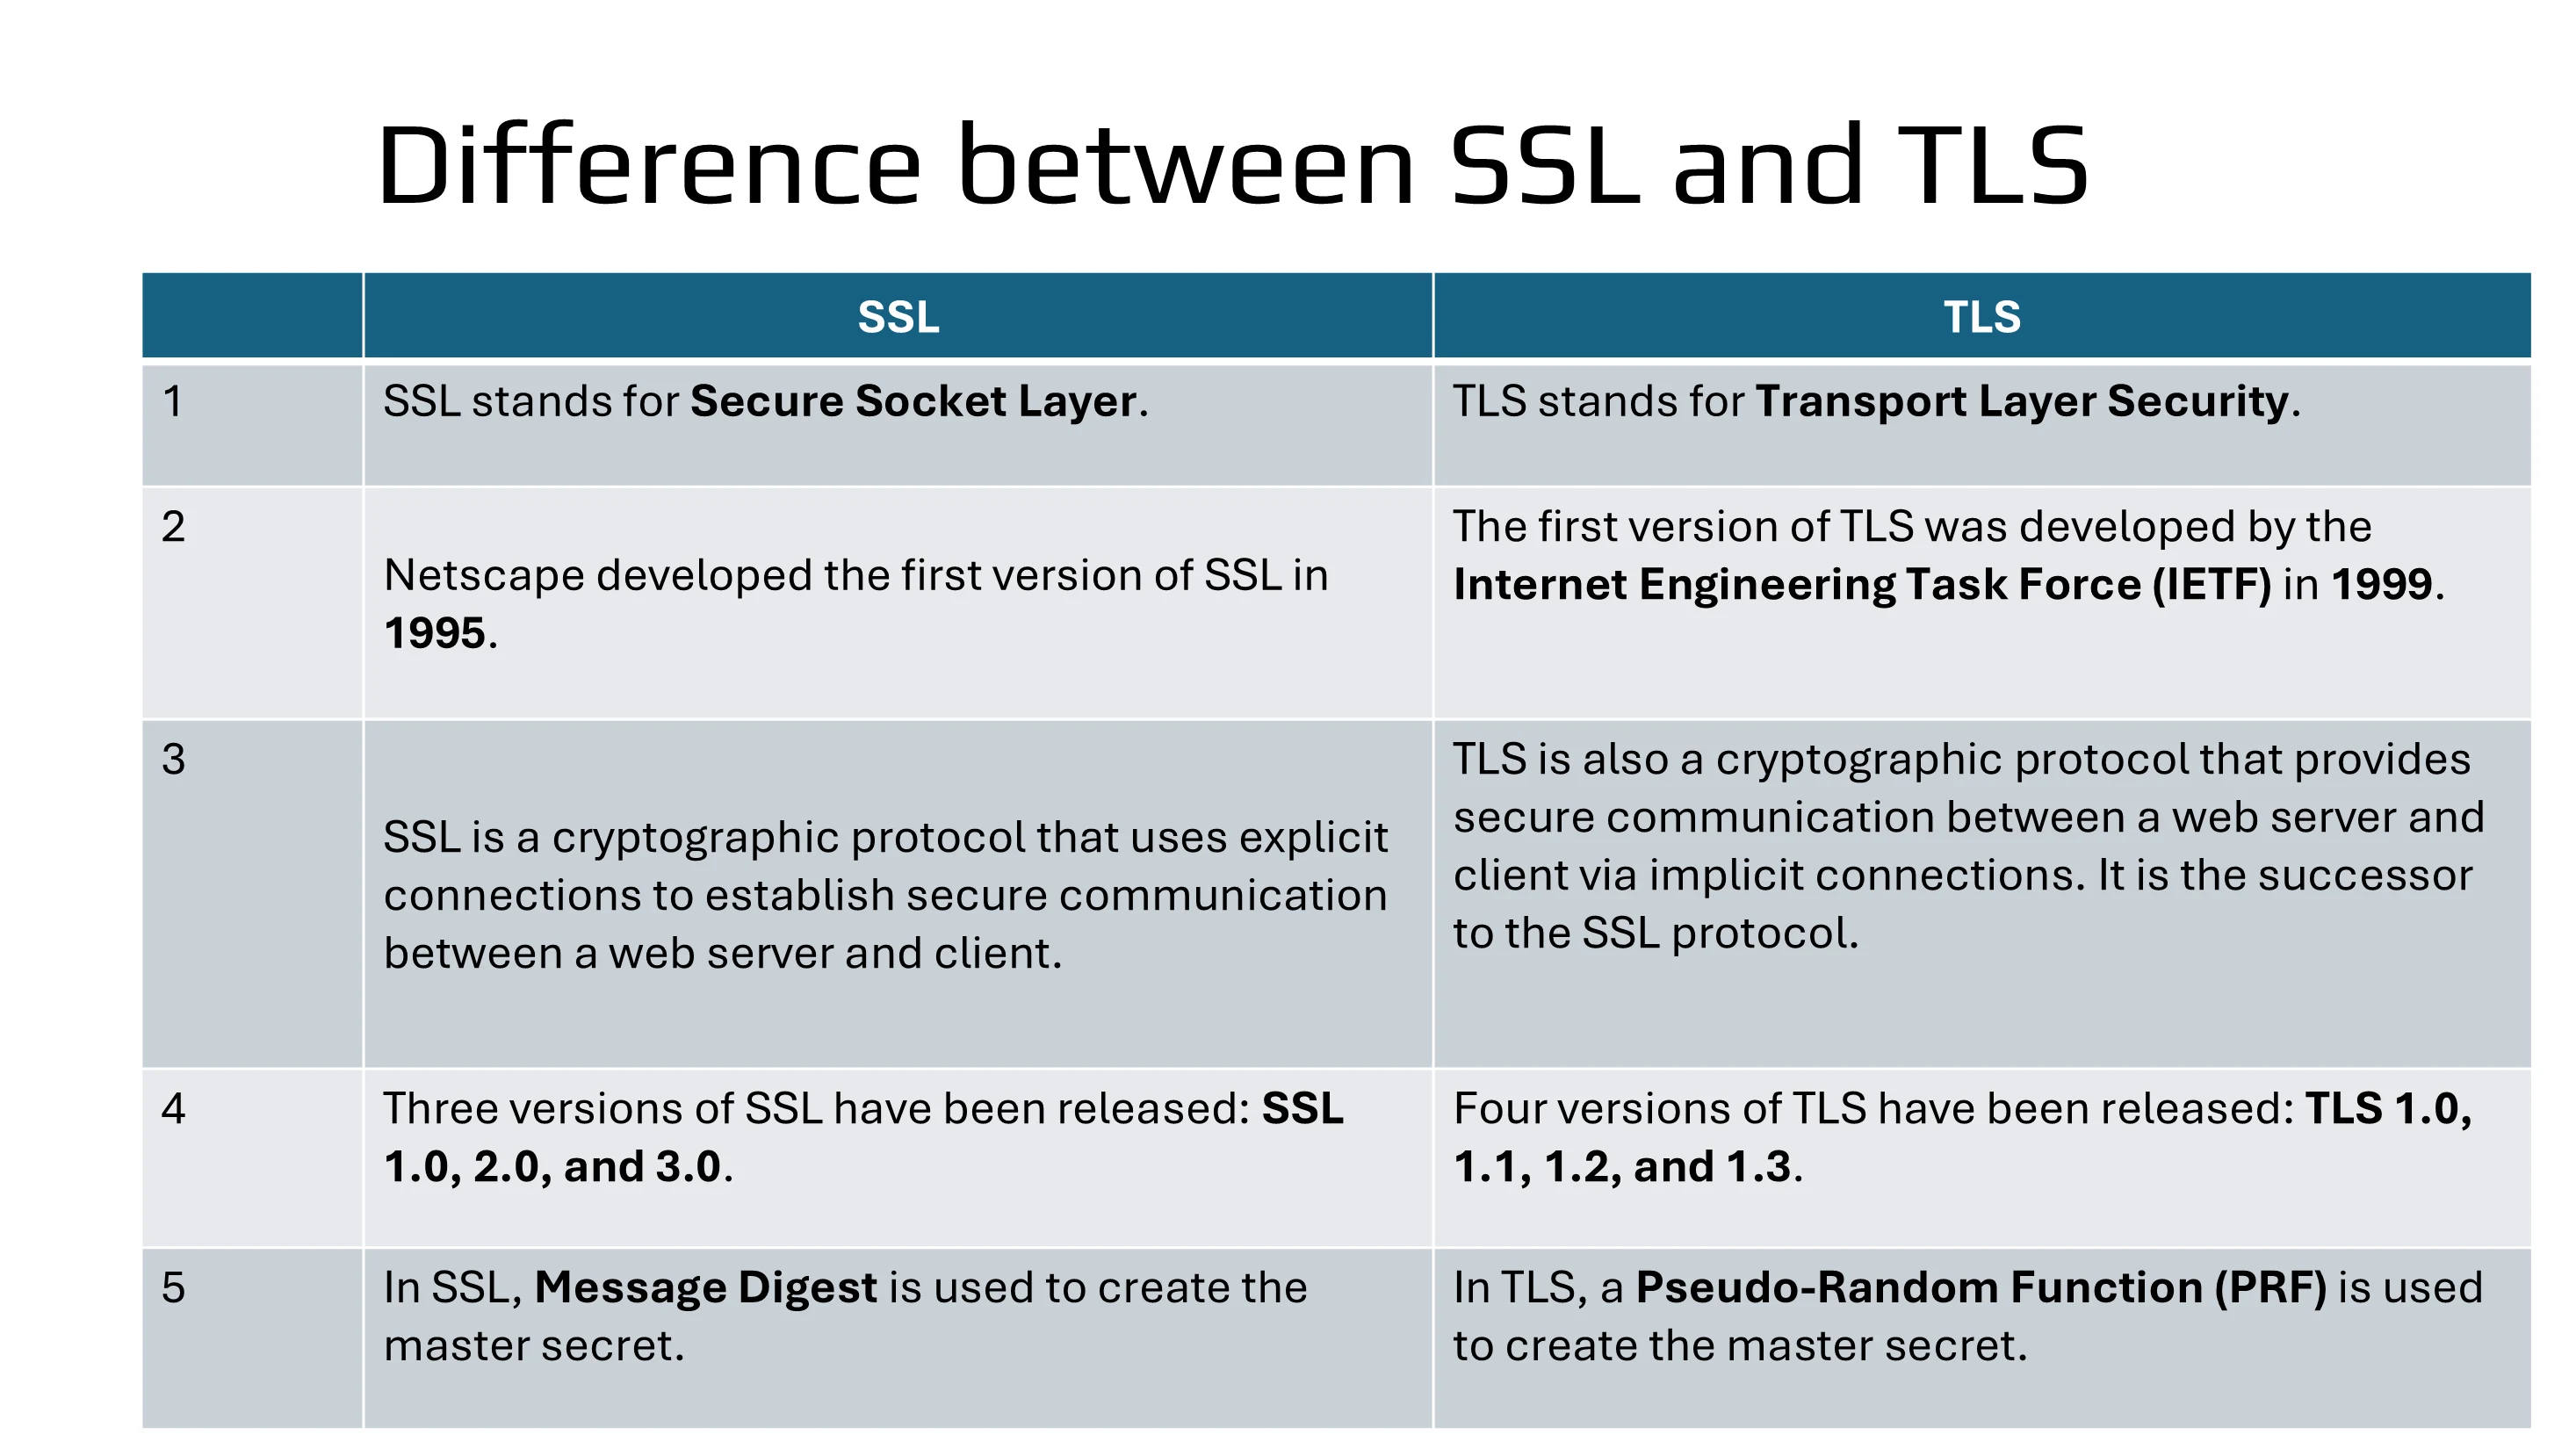 Difference between SSL and TLS
SSL
TLS
1
SSL stands for Secure Socket Layer.
TLS stands for Transport Layer Security.
2
Netscape developed the first version of SSL in
1995.
The first version of TLS was developed by the
Internet Engineering Task Force (IETF) in 1999.
3
SSL is a cryptographic protocol that uses explicit
connections to establish secure communication
between a web server and client.
TLS is also a cryptographic protocol that provides
secure communication between a web server and
client via implicit connections. It is the successor
to the SSL protocol.
4
Three versions of SSL have been released: SSL
1.0, 2.0, and 3.0.
Four versions of TLS have been released: TLS 1.0,
1.1, 1.2, and 1.3.
5
In SSL, Message Digest is used to create the
master secret.
In TLS, a Pseudo-Random Function (PRF) is used
to create the master secret.